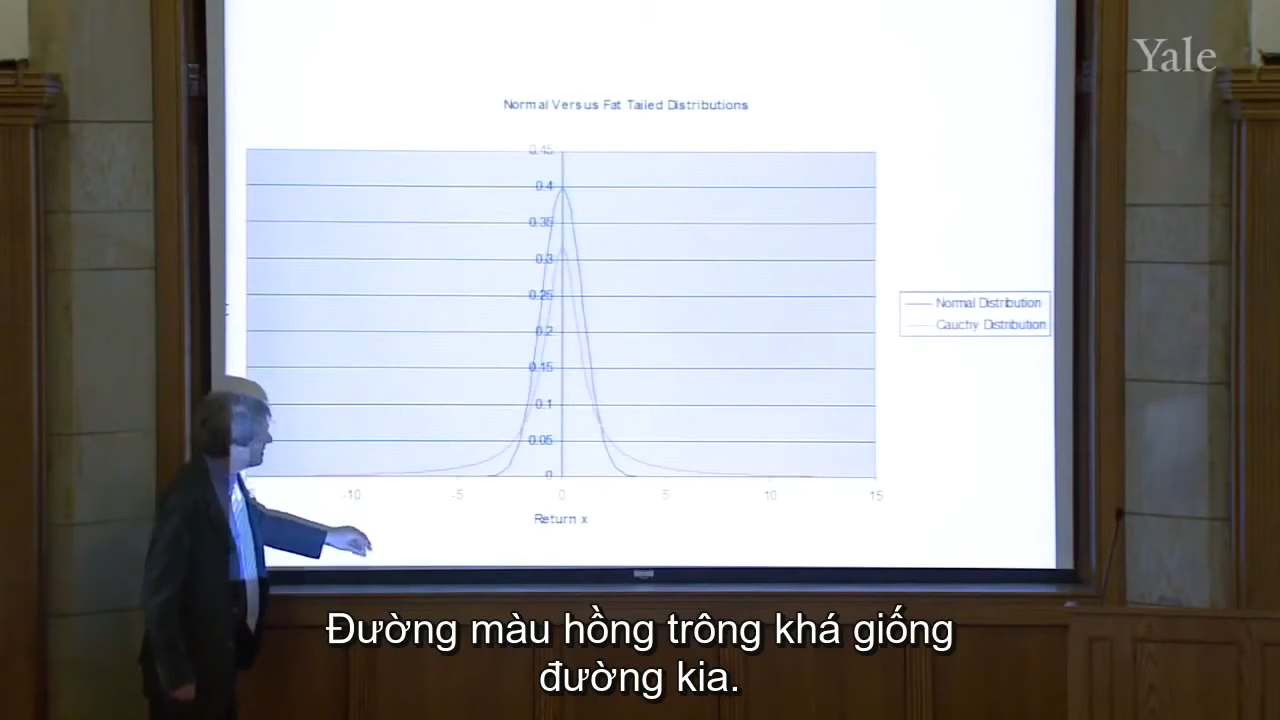 Yale
Normal Versus Fat Tailed Distributions
0.45
0.4
0.35
0.3
0.25
0.2
0.15
0.1
0.05
0
-10 -5 0 5 10 15
Return x
Normal Distribution
Cauchy Distribution
Đường màu hồng trông khá giống
đường kia.